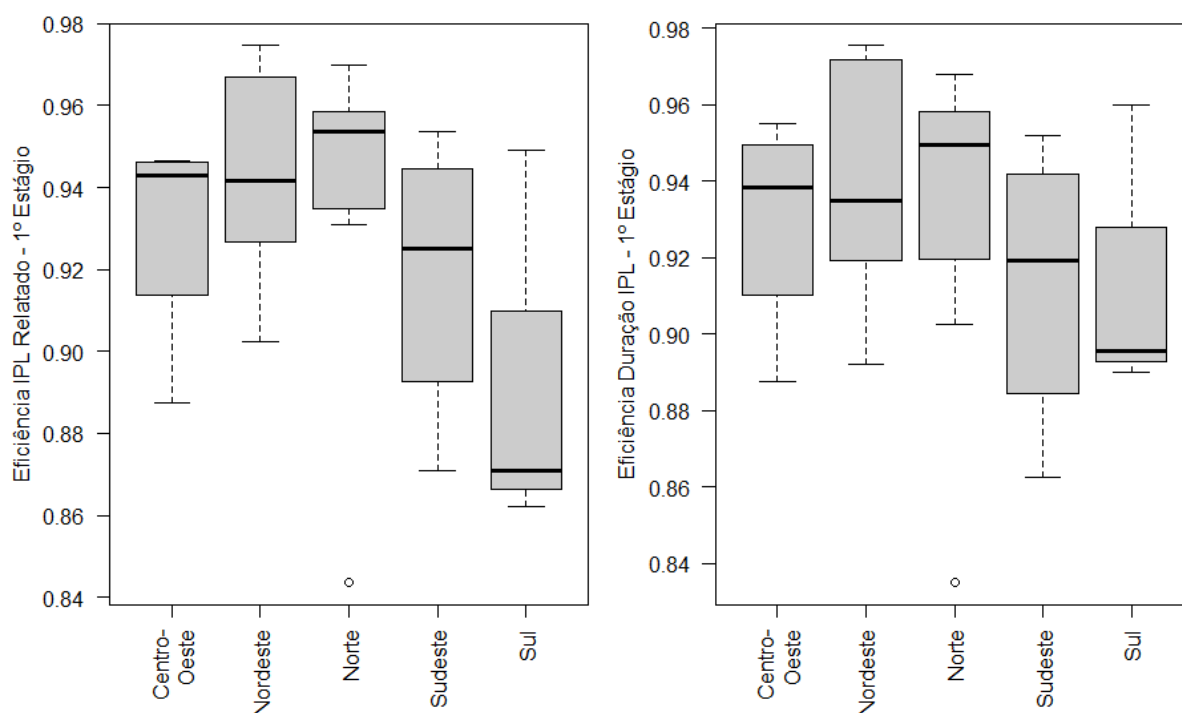 Eficiência IPL Relatado - 1º Estágio
0.98
0.96
0.94
0.92
0.90
0.88
0.86
0.84
Centro-
Oeste
Nordeste
Norte
Sudeste
Sul
Eficiência Duração IPL - 1º Estágio
0.98
0.96
0.94
0.92
0.90
0.88
0.86
0.84
Centro-
Oeste
Nordeste
Norte
Sudeste
Sul